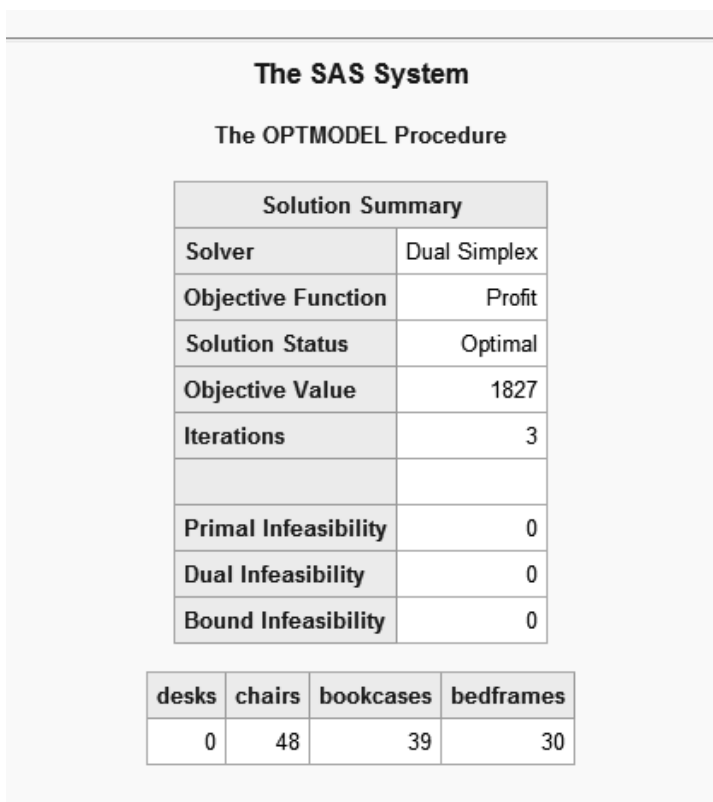 The SAS System
The OPTMODEL Procedure
Solution Summary
Solver Dual Simplex
Objective Function Profit
Solution Status Optimal
Objective Value 1827
Iterations 3
Primal Infeasibility 0
Dual Infeasibility 0
Bound Infeasibility 0
desks chairs bookcases bedframes
0 48 39 30